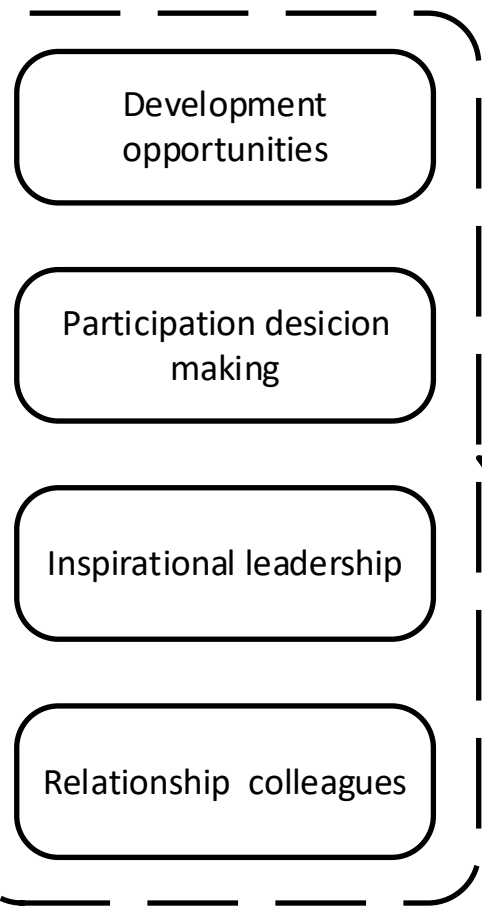 Development
opportunities
Participation desicion
making
Inspirational leadership
Relationship  colleagues